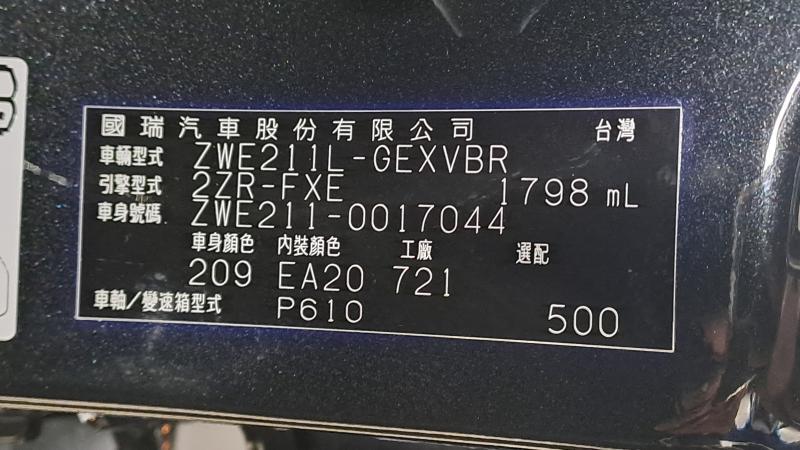 國瑞汽車股份有限公司 台灣
車輛型式 ZWE211L-GEXVBR
引擎型式 2ZR-FXE 1798 mL
車身號碼 ZWE211-0017044
車身顏色 內裝顏色 工廠 選配
209 EA20 721
車軸/變速箱型式 P610 500